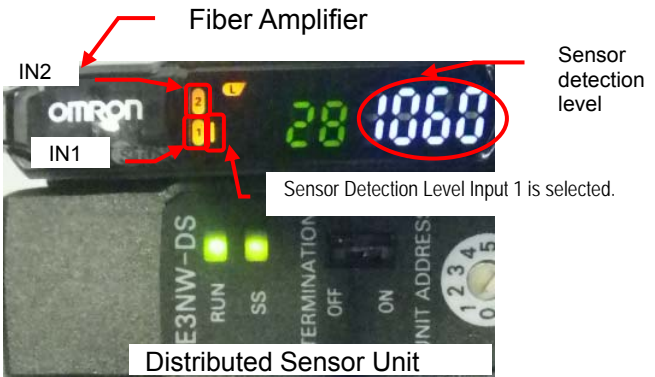 Fiber Amplifier
Sensor
detection
level
IN2
OMRON
2
L
1
28 1060
IN1
Sensor Detection Level Input 1 is selected.
E3NW-DS
RUN
SS
TERMINATION
OFF
ON
UNIT ADDRESS
0 1 2 3 4 5
Distributed Sensor Unit